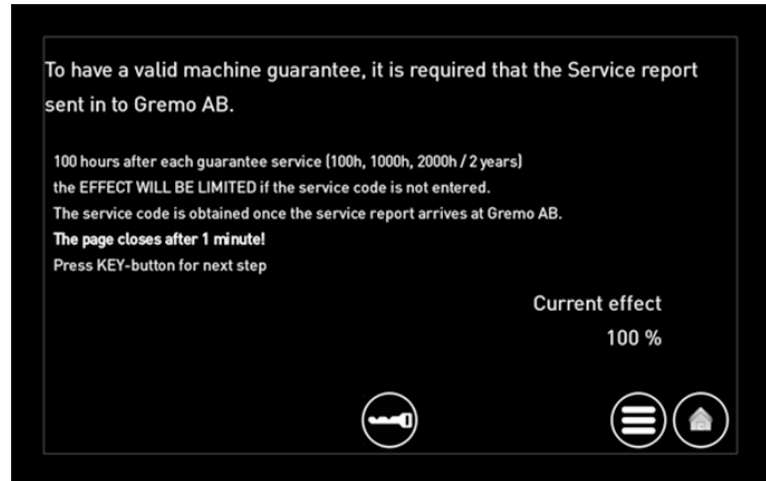 To have a valid machine guarantee, it is required that the Service report
sent in to Gremo AB.
100 hours after each guarantee service (100h, 1000h, 2000h / 2 years)
the EFFECT WILL BE LIMITED if the service code is not entered.
The service code is obtained once the service report arrives at Gremo AB.
The page closes after 1 minute!
Press KEY-button for next step
Current effect
100 %